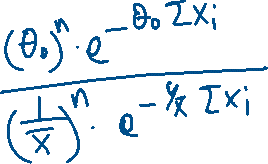 (θ₀)ⁿ · e^{-θ₀ Σxᵢ}
(1/x̄)ⁿ · e^{-1/x̄ Σxᵢ}